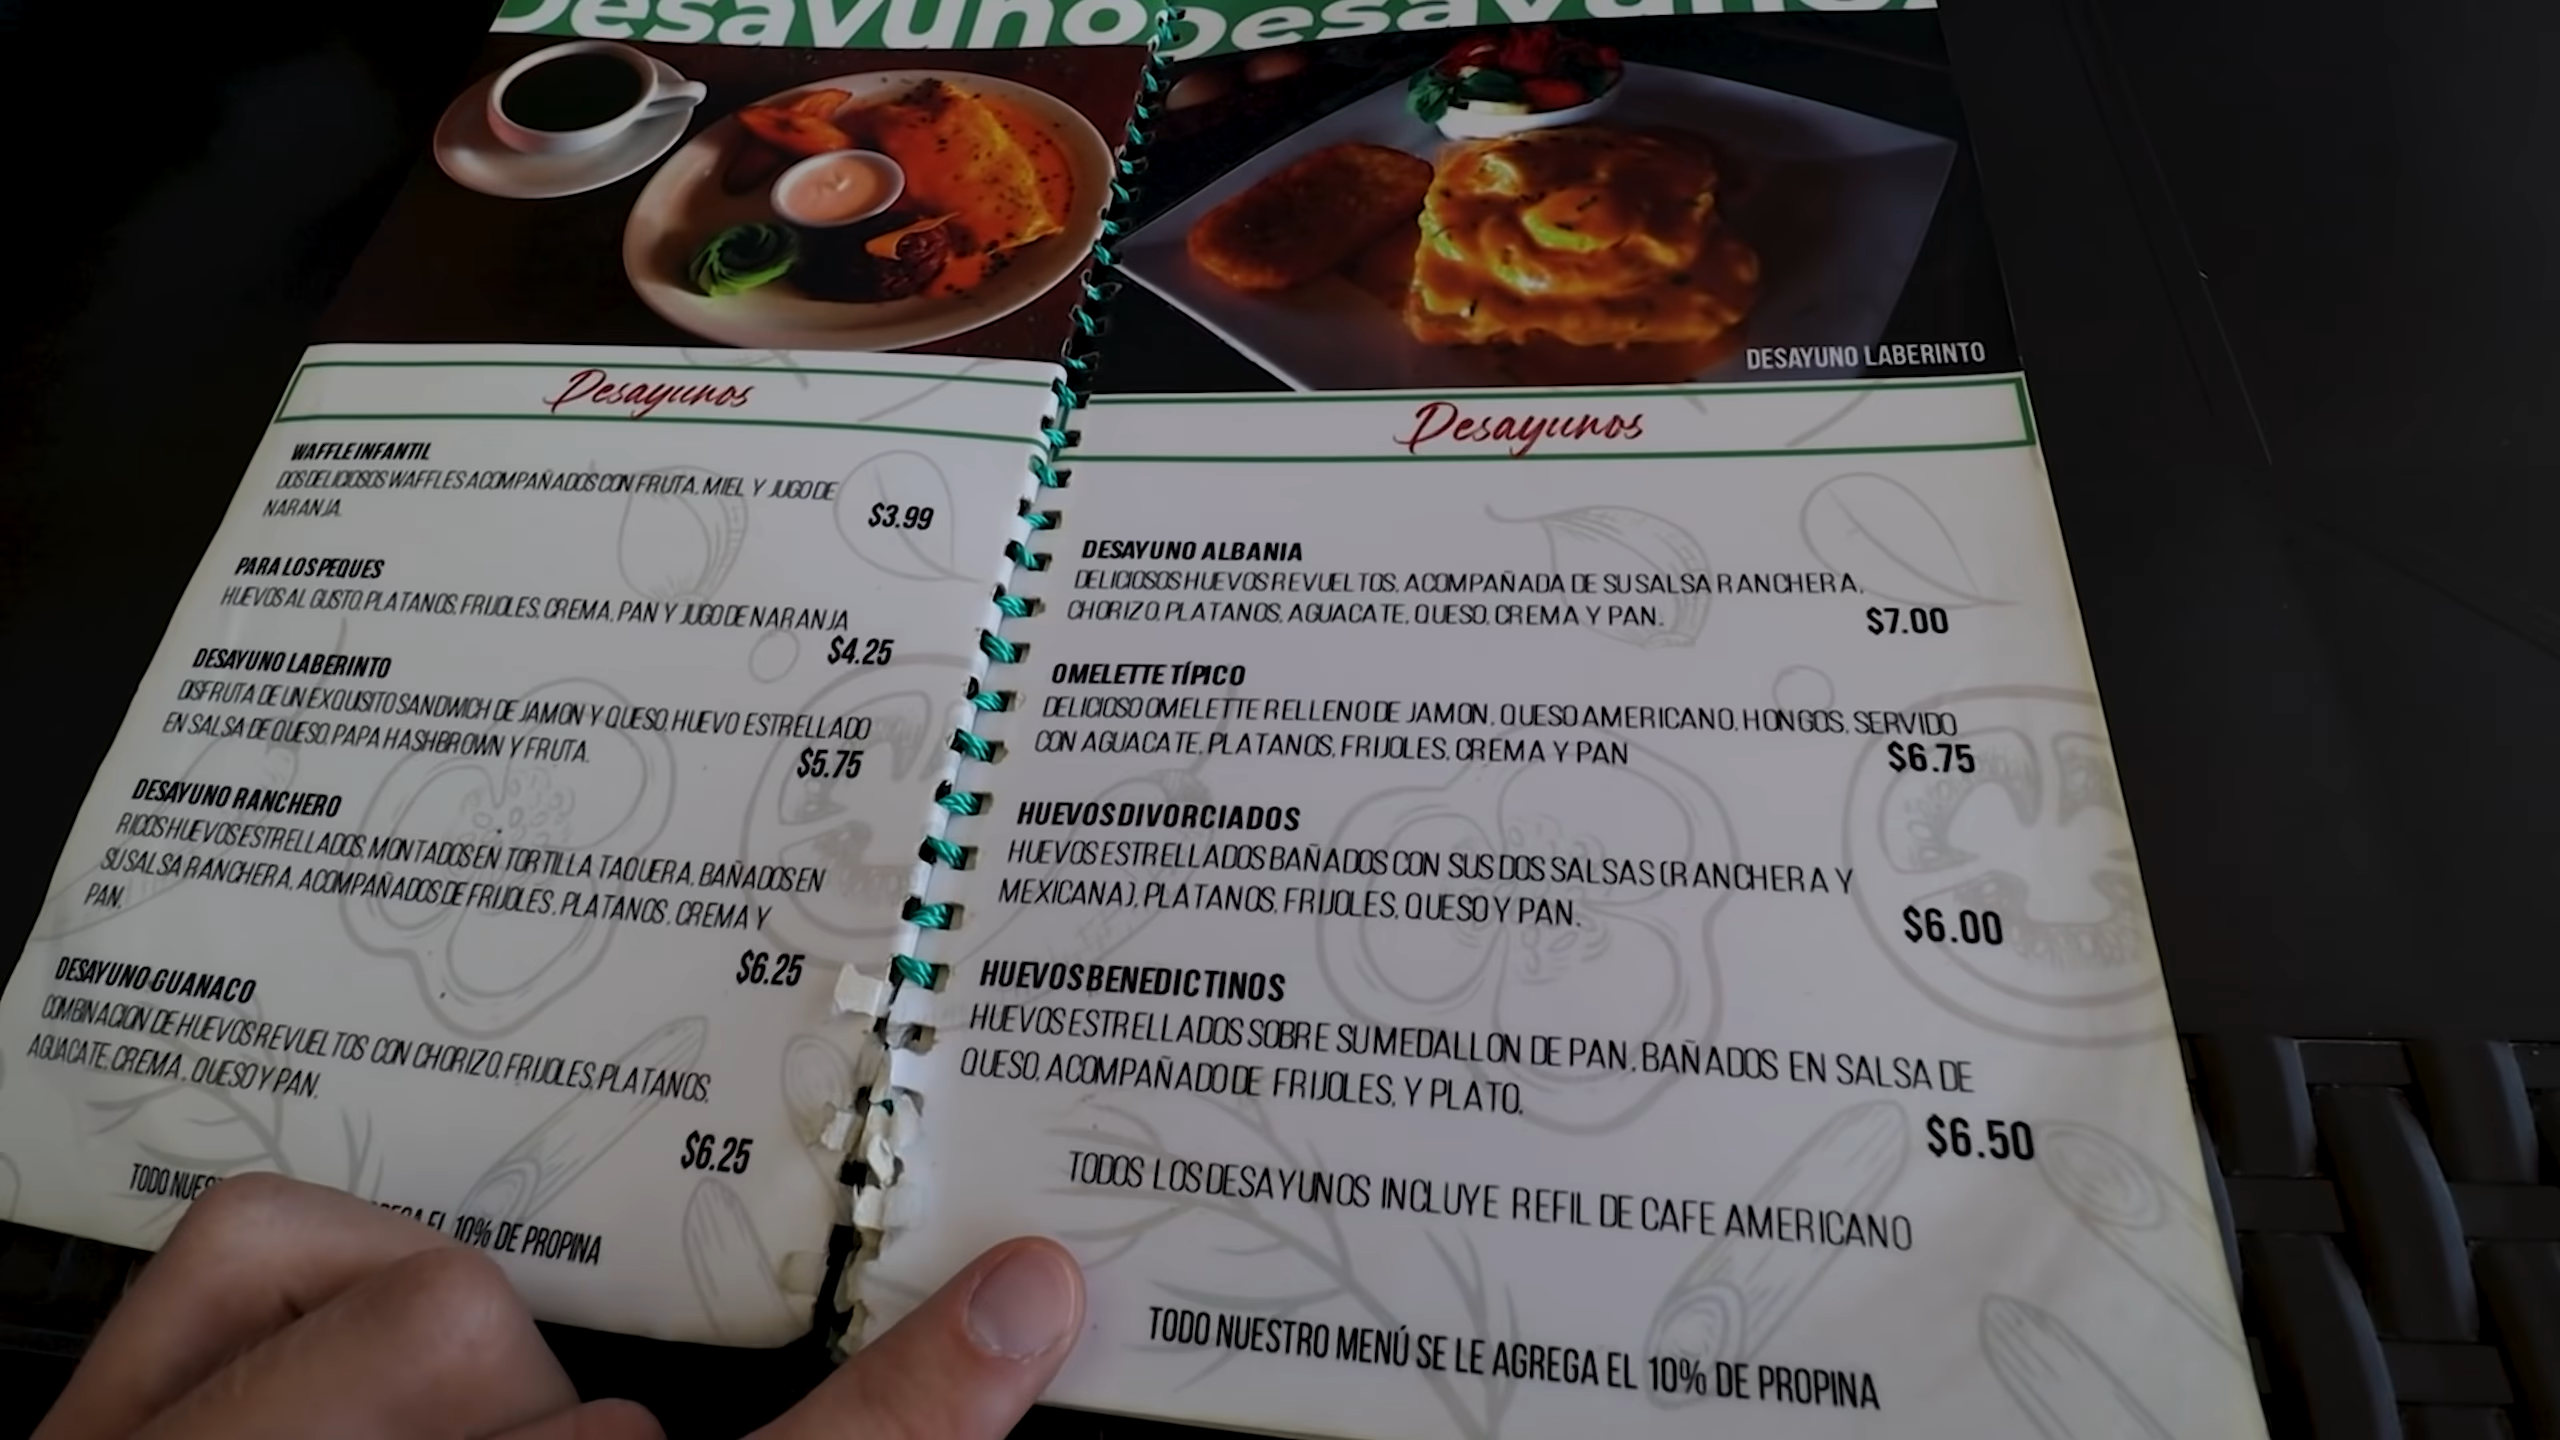 Desayuno
Desayunos
WAFFLE INFANTIL
DOS DELICIOSOS WAFFLES ACOMPAÑADOS CON FRUTA, MIEL Y JUGO DE
NARANJA.
$3.99
PARA LOS PEQUES
HUEVOS AL GUSTO, PLATANOS, FRIJOLES, CREMA, PAN Y JUGO DE NARANJA
$4.25
DESAYUNO LABERINTO
DISFRUTA DE UN EXQUISITO SANDWICH DE JAMON Y QUESO, HUEVO ESTRELLADO
EN SALSA DE QUESO, PAPA HASHBROWN Y FRUTA.
$5.75
DESAYUNO RANCHERO
RICOS HUEVOS ESTRELLADOS, MONTADOS EN TORTILLA TAQUERA, BAÑADOS EN
SU SALSA RANCHERA, ACOMPAÑADOS DE FRIJOLES, PLATANOS, CREMA Y
PAN.
$6.25
DESAYUNO GUANACO
COMBINACION DE HUEVOS REVUELTOS CON CHORIZO, FRIJOLES, PLATANOS,
AGUACATE, CREMA, QUESO Y PAN.
$6.25
TODO EL 10% DE PROPINA
DESAYUNO LABERINTO
Desayunos
DESAYUNO ALBANIA
DELICIOSOS HUEVOS REVUELTOS, ACOMPAÑADA DE SU SALSA RANCHERA,
CHORIZO, PLATANOS, AGUACATE, QUESO, CREMA Y PAN.
$7.00
OMELETTE TÍPICO
DELICIOSO OMELETTE RELLENO DE JAMON, QUESO AMERICANO, HONGOS, SERVIDO
CON AGUACATE, PLATANOS, FRIJOLES, CREMA Y PAN
$6.75
HUEVOS DIVORCIADOS
HUEVOS ESTRELLADOS BAÑADOS CON SUS DOS SALSAS (RANCHERA Y
MEXICANA), PLATANOS, FRIJOLES, QUESO Y PAN.
$6.00
HUEVOS BENEDICTINOS
HUEVOS ESTRELLADOS SOBRE SU MEDALLON DE PAN, BAÑADOS EN SALSA DE
QUESO, ACOMPAÑADO DE FRIJOLES, Y PLATO.
$6.50
TODOS LOS DESAYUNOS INCLUYE REFIL DE CAFE AMERICANO
TODO NUESTRO MENÚ SE LE AGREGA EL 10% DE PROPINA